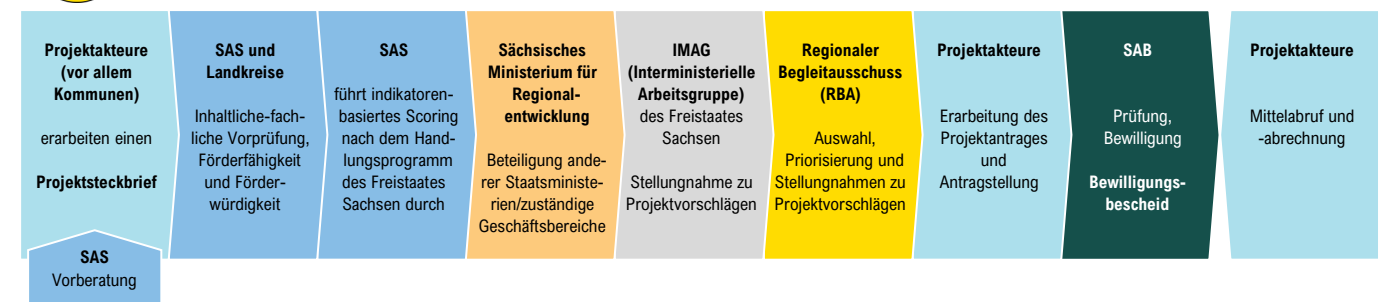 Projektakteure
(vor allem
Kommunen)
erarbeiten einen
Projektsteckbrief
SAS
Vorberatung
SAS und
Landkreise
Inhaltliche-fach-
liche Vorprüfung,
Förderfähigkeit
und Förder-
würdigkeit
SAS
führt indikatoren-
basiertes Scoring
nach dem Hand-
lungsprogramm
des Freistaates
Sachsen durch
Sächsisches
Ministerium für
Regional-
entwicklung
Beteiligung ande-
rer Staatsministe-
rien/zuständige
Geschäftsbereiche
IMAG
(Interministerielle
Arbeitsgruppe)
des Freistaates
Sachsen
Stellungnahme zu
Projektvorschlägen
Regionaler
Begleitausschuss
(RBA)
Auswahl,
Priorisierung und
Stellungnahmen zu
Projektvorschlägen
Projektakteure
Erarbeitung des
Projektantrages
und
Antragstellung
SAB
Prüfung,
Bewilligung
Bewilligungs-
bescheid
Projektakteure
Mittelabruf und
-abrechnung